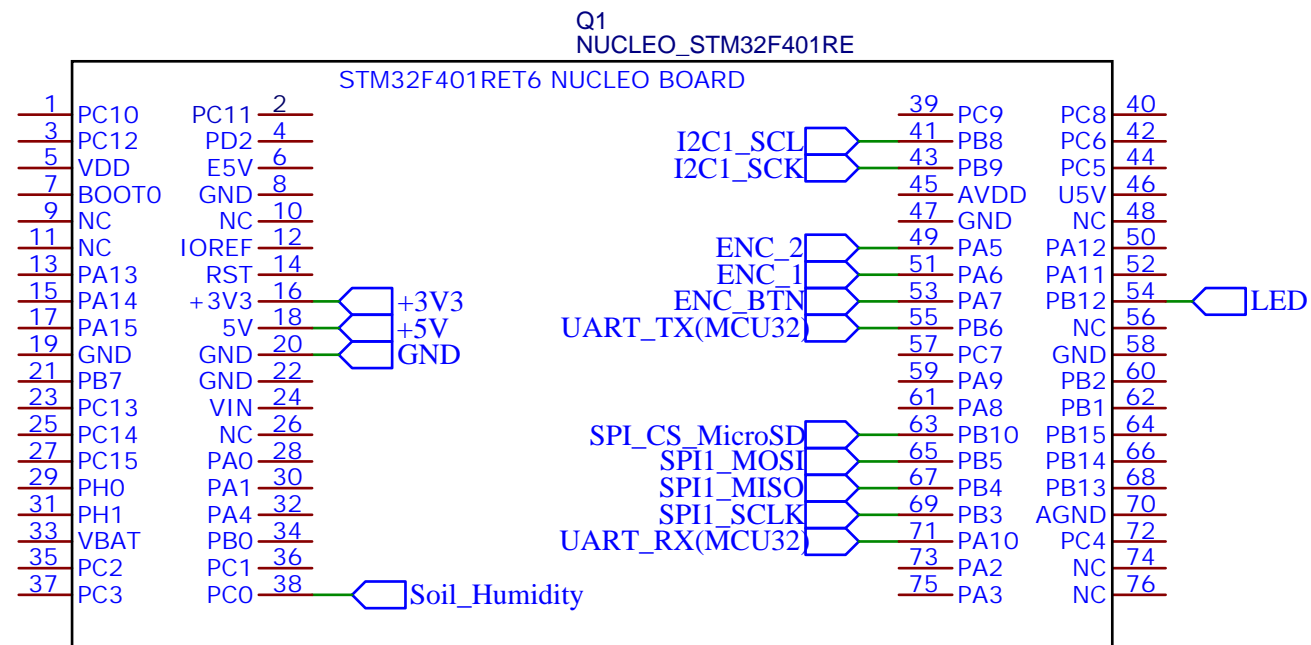 Q1
NUCLEO_STM32F401RE
STM32F401RET6 NUCLEO BOARD
1 PC10 PC11 2
3 PC12 PD2 4
5 VDD E5V 6
7 BOOT0 GND 8
9 NC NC 10
11 NC IOREF 12
13 PA13 RST 14
15 PA14 +3V3 16 +3V3
17 PA15 5V 18 +5V
19 GND GND 20 GND
21 PB7 GND 22
23 PC13 VIN 24
25 PC14 NC 26
27 PC15 PA0 28
29 PH0 PA1 30
31 PH1 PA4 32
33 VBAT PB0 34
35 PC2 PC1 36
37 PC3 PC0 38 Soil_Humidity
39 PC9 PC8 40
I2C1_SCL 41 PB8 PC6 42
I2C1_SCK 43 PB9 PC5 44
45 AVDD U5V 46
47 GND NC 48
ENC_2 49 PA5 PA12 50
ENC_1 51 PA6 PA11 52
ENC_BTN 53 PA7 PB12 54 LED
UART_TX(MCU32) 55 PB6 NC 56
57 PC7 GND 58
59 PA9 PB2 60
61 PA8 PB1 62
SPI_CS_MicroSD 63 PB10 PB15 64
SPI1_MOSI 65 PB5 PB14 66
SPI1_MISO 67 PB4 PB13 68
SPI1_SCLK 69 PB3 AGND 70
UART_RX(MCU32) 71 PA10 PC4 72
73 PA2 NC 74
75 PA3 NC 76